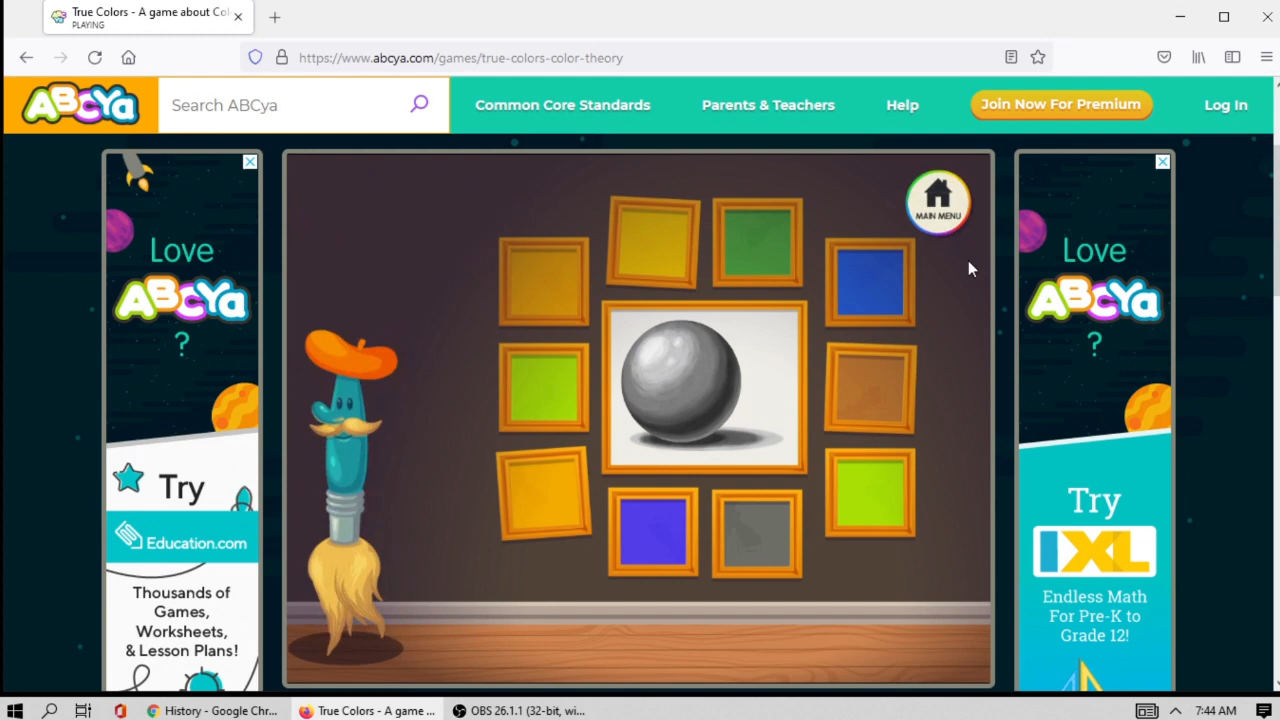 True Colors - A game about Col
PLAYING
https://www.abcya.com/games/true-colors-color-theory
ABCYa
Search ABCya
Common Core Standards
Parents & Teachers
Help
Join Now For Premium
Log In
Love
ABCYa
?
Try
Education.com
Thousands of
Games,
Worksheets,
& Lesson Plans!
MAIN MENU
Love
ABCYa
?
Try
IXL
Endless Math
For Pre-K to
Grade 12!
History - Google Chr...
True Colors - A game ...
OBS 26.1.1 (32-bit, wi...
7:44 AM